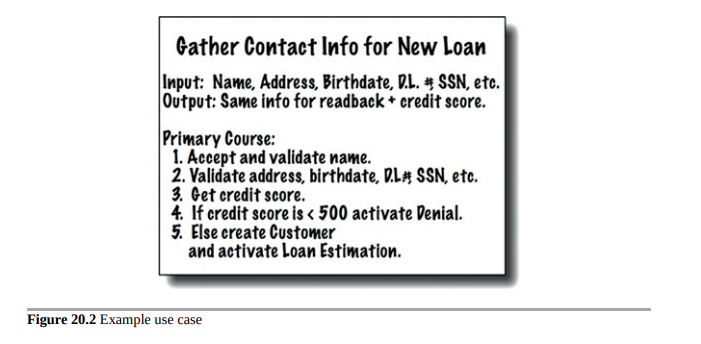 Gather Contact Info for New Loan
Input: Name, Address, Birthdate, D.L. #, SSN, etc.
Output: Same info for readback + credit score.
Primary Course:
1. Accept and validate name.
2. Validate address, birthdate, D.L.#, SSN, etc.
3. Get credit score.
4. If credit score is < 500 activate Denial.
5. Else create Customer
and activate Loan Estimation.
Figure 20.2 Example use case